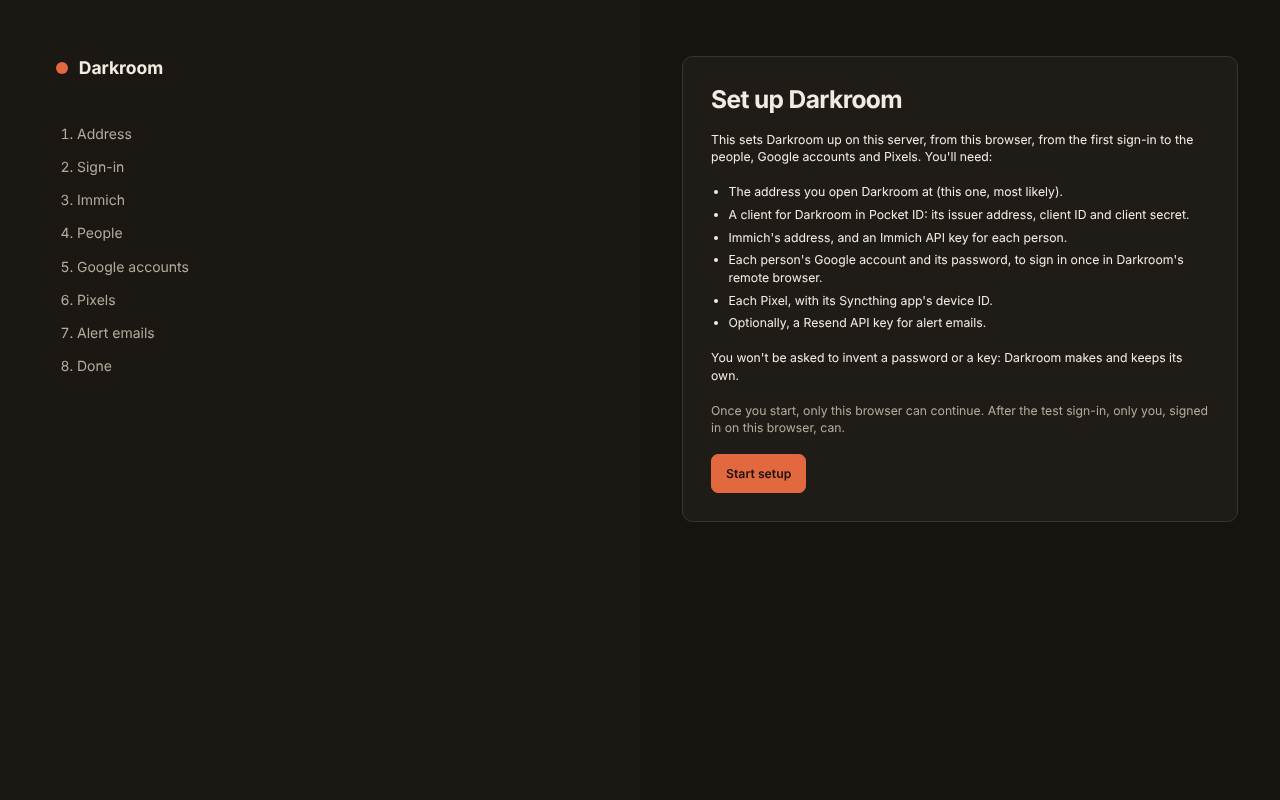 Darkroom
1. Address
2. Sign-in
3. Immich
4. People
5. Google accounts
6. Pixels
7. Alert emails
8. Done
Set up Darkroom
This sets Darkroom up on this server, from this browser, from the first sign-in to the
people, Google accounts and Pixels. You'll need:
• The address you open Darkroom at (this one, most likely).
• A client for Darkroom in Pocket ID: its issuer address, client ID and client secret.
• Immich's address, and an Immich API key for each person.
• Each person's Google account and its password, to sign in once in Darkroom's
remote browser.
• Each Pixel, with its Syncthing app's device ID.
• Optionally, a Resend API key for alert emails.
You won't be asked to invent a password or a key: Darkroom makes and keeps its
own.
Once you start, only this browser can continue. After the test sign-in, only you, signed
in on this browser, can.
Start setup